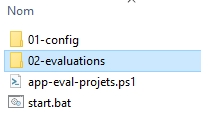 Nom
01-config
02-evaluations
app-eval-projets.ps1
start.bat